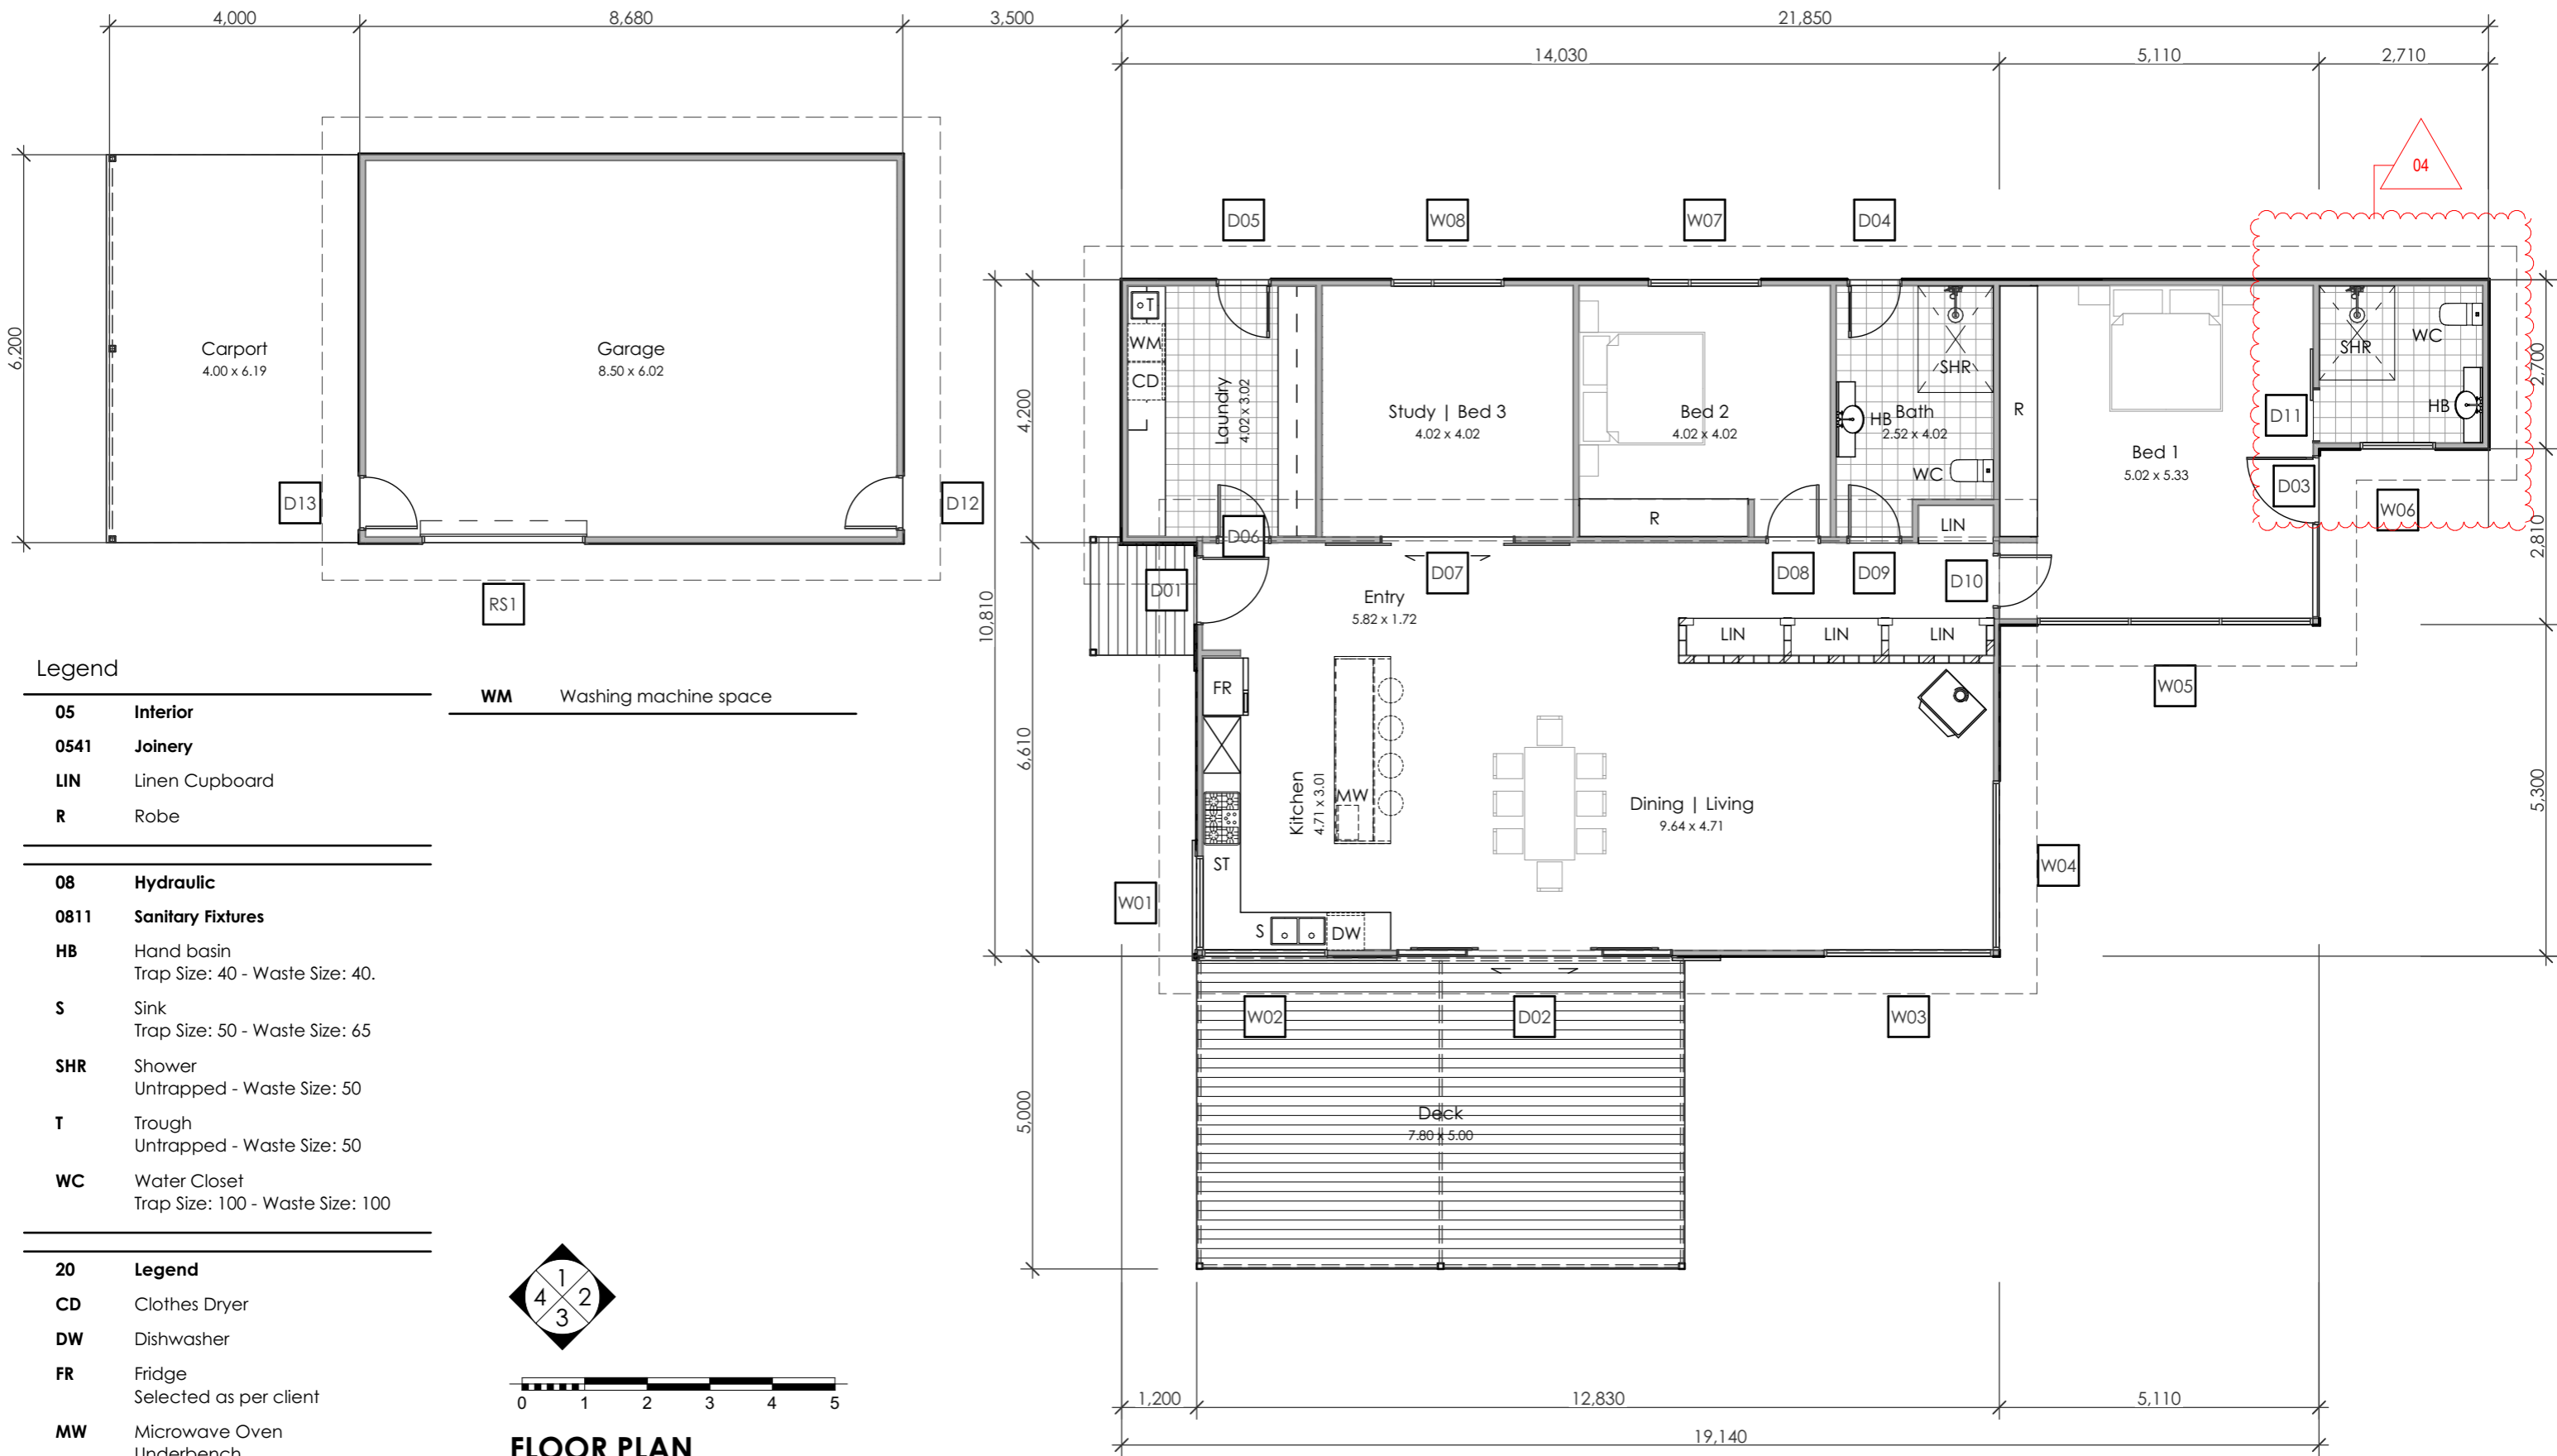 4,000
8,680
3,500
21,850
14,030
5,110
2,710
04
D05
W08
W07
D04
6,200
Carport
4.00 x 6.19
Garage
8.50 x 6.02
D13
D12
RS1
10,810
4,200
6,610
5,000
T
WM
CD
Laundry
4.02 x 3.02
Study | Bed 3
4.02 x 4.02
Bed 2
4.02 x 4.02
R
SHR
HB
Bath
2.52 x 4.02
WC
LIN
R
Bed 1
5.02 x 5.33
SHR
WC
HB
D11
D03
W06
2,700
2,810
5,300
D06
D01
D07
D08
D09
D10
Entry
5.82 x 1.72
LIN
LIN
LIN
W05
FR
Kitchen
4.71 x 3.01
MW
Dining | Living
9.64 x 4.71
ST
W04
W01
S
DW
W02
D02
W03
Deck
7.80 x 5.00
1,200
12,830
5,110
19,140
Legend
05 Interior
0541 Joinery
LIN Linen Cupboard
R Robe
08 Hydraulic
0811 Sanitary Fixtures
HB Hand basin
Trap Size: 40 - Waste Size: 40.
S Sink
Trap Size: 50 - Waste Size: 65
SHR Shower
Untrapped - Waste Size: 50
T Trough
Untrapped - Waste Size: 50
WC Water Closet
Trap Size: 100 - Waste Size: 100
20 Legend
CD Clothes Dryer
DW Dishwasher
FR Fridge
Selected as per client
MW Microwave Oven
Underbench
WM Washing machine space
1
4 2
3
0 1 2 3 4 5
FLOOR PLAN